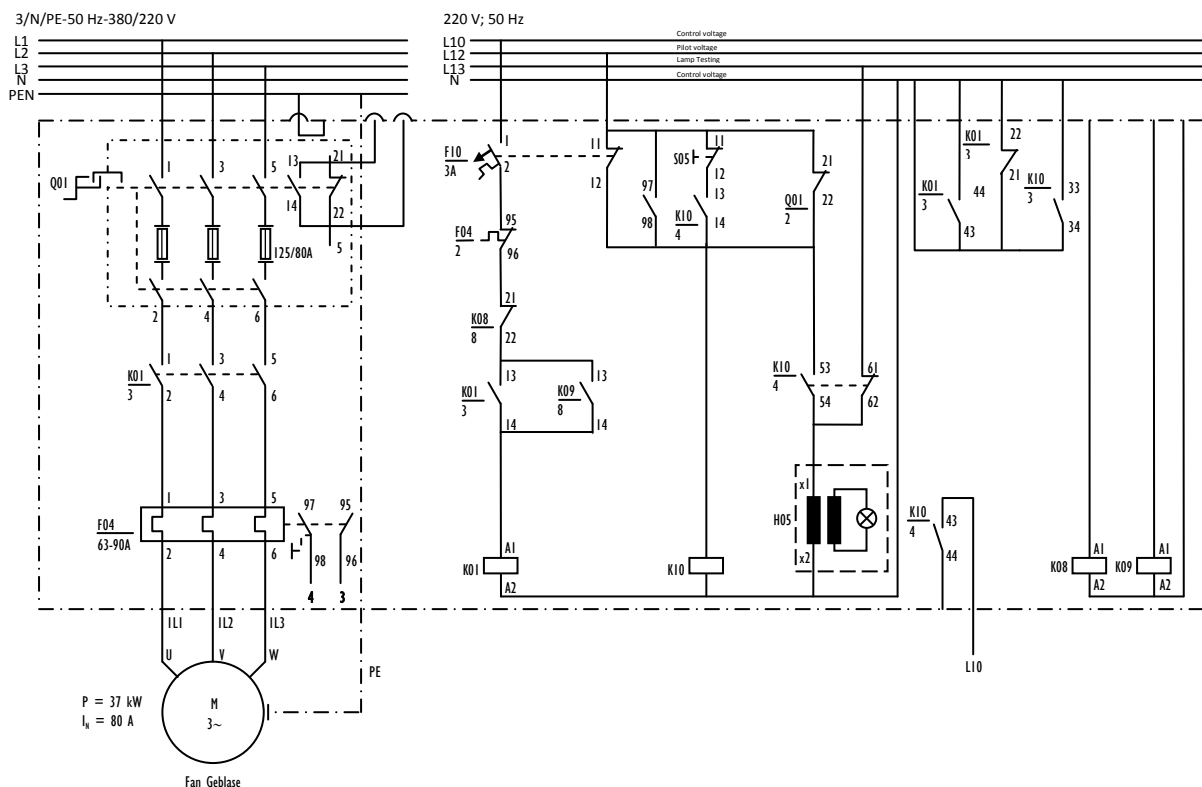 3/N/PE-50 Hz-380/220 V
220 V; 50 Hz
L1
L2
L3
N
PEN
L10
L12
L13
N
Control voltage
Pilot voltage
Lamp Testing
Control voltage
Q01
1
3
5
13
21
14
22
5
125/80A
2
4
6
K01
3
1
3
5
2
4
6
F04
63-90A
1
3
5
97
95
2
4
6
98
96
4
3
1L1
1L2
1L3
U
V
W
PE
P = 37 kW
IN = 80 A
M
3~
Fan Geblase
F10
3A
1
2
11
12
F04
2
95
96
K08
8
21
22
K01
3
13
14
K09
8
13
14
K01
A1
A2
97
98
S05
11
12
K10
4
13
14
K10
Q01
2
21
22
K10
4
53
54
61
62
H05
x1
x2
K01
3
44
43
K01
3
22
21
K10
3
33
34
K10
4
43
44
L10
K08
A1
A2
K09
A1
A2